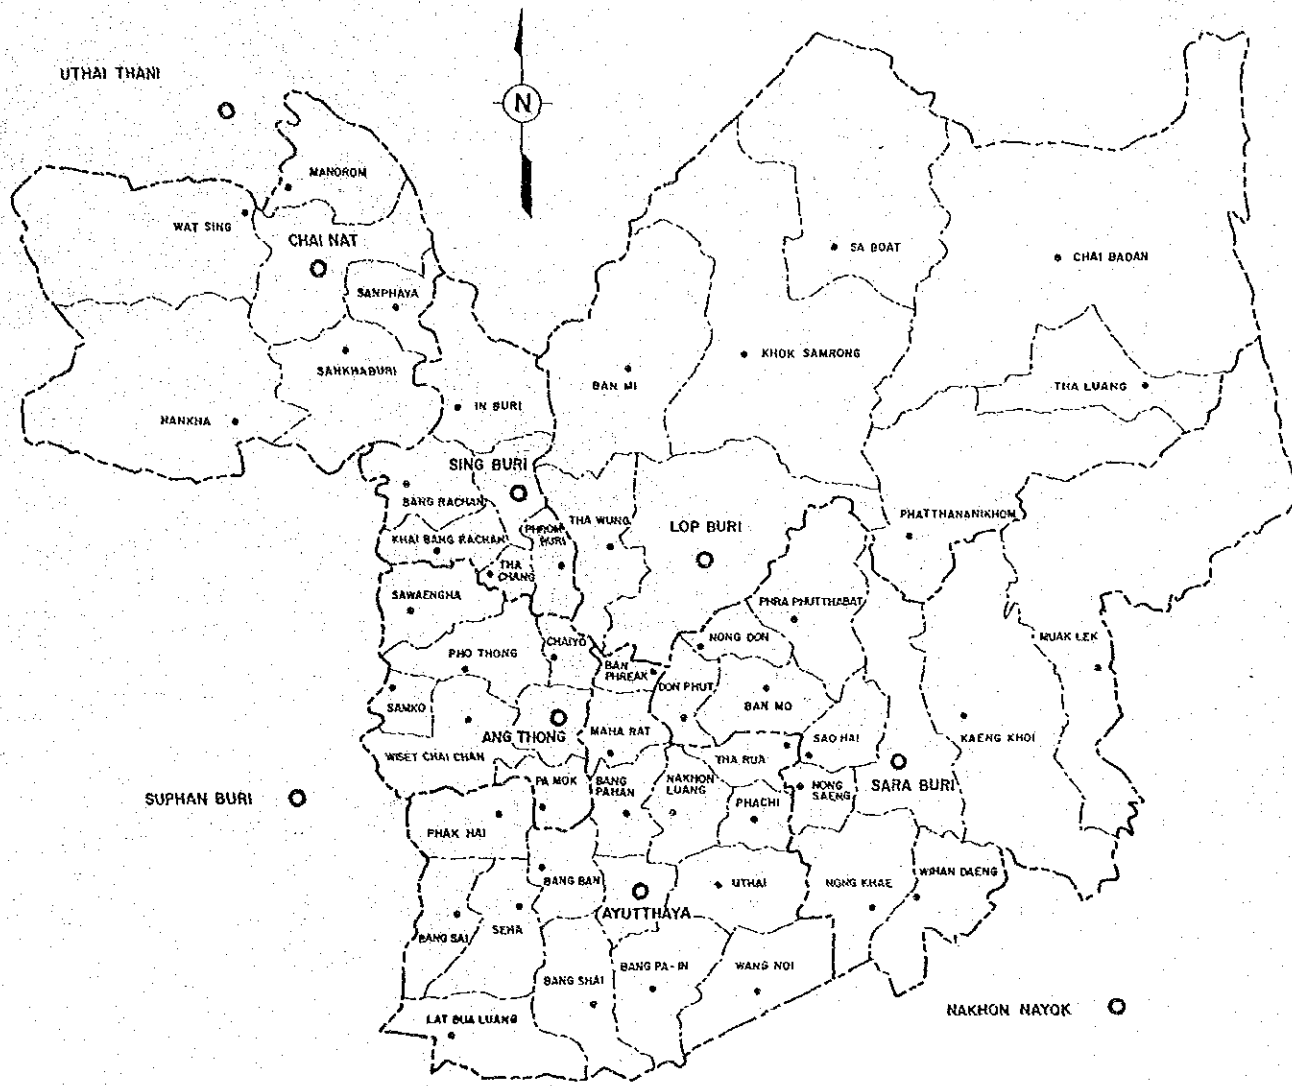 UTHAI THANI
N
MANOROM
WAT SING
CHAI NAT
SANPHAYA
SANKHABURI
HANKHA
IN BURI
SA BOAT
CHAI BADAN
KHOK SAMRONG
BAN MI
THA LUANG
SING BURI
BANG RACHAN
KHAI BANG RACHAN
PHROM
BURI
THA WUNG
LOP BURI
PHATTHANANIKHOM
THA
CHANG
SAWAENGHA
PHRA PHUTTHABAT
NONG DON
MUAK LEK
CHAIYO
PHO THONG
BAN
PHREAK
DON PHUT
SAMKO
BAN MO
ANG THONG
MAHA RAT
SAO HAI
KAENG KHOI
WISET CHAI CHAN
THA RUA
PA MOK
BANG
PAHAN
NAKHON
LUANG
NONG
SAENG
SARA BURI
SUPHAN BURI
PHACHI
PHAK HAI
BANG BAN
UTHAI
NONG KHAE
WIHAN DAENG
AYUTTHAYA
SENA
BANG SAI
BANG SHAI
BANG PA-IN
WANG NOI
LAT BUA LUANG
NAKHON NAYOK